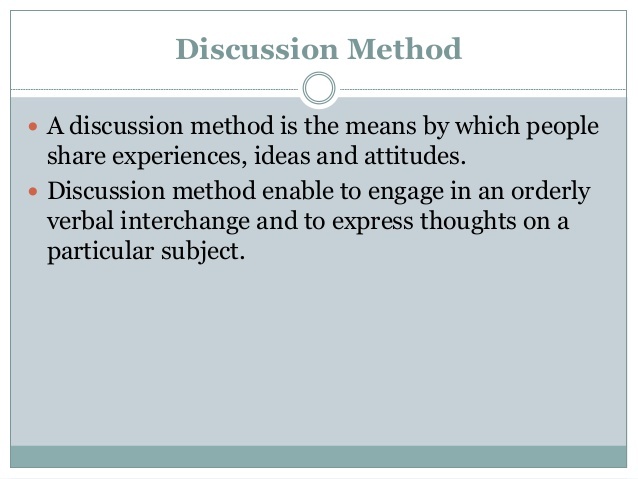 Discussion Method
• A discussion method is the means by which people
share experiences, ideas and attitudes.
• Discussion method enable to engage in an orderly
verbal interchange and to express thoughts on a
particular subject.